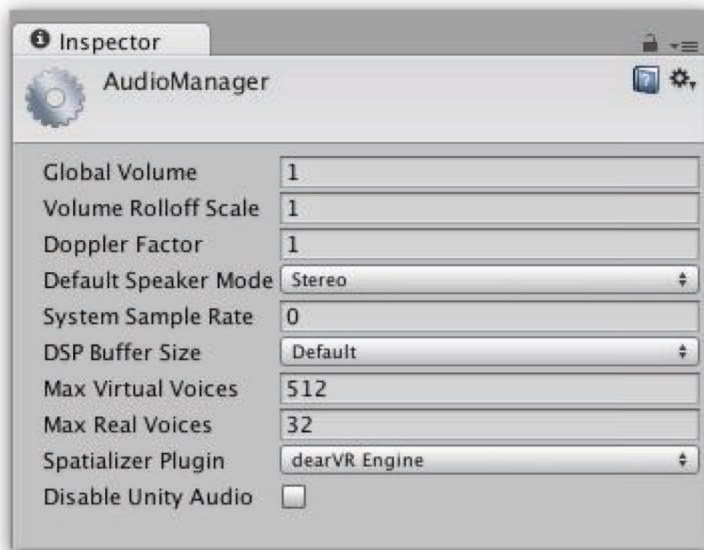 Inspector
AudioManager
Global Volume 1
Volume Rolloff Scale 1
Doppler Factor 1
Default Speaker Mode Stereo
System Sample Rate 0
DSP Buffer Size Default
Max Virtual Voices 512
Max Real Voices 32
Spatializer Plugin dearVR Engine
Disable Unity Audio